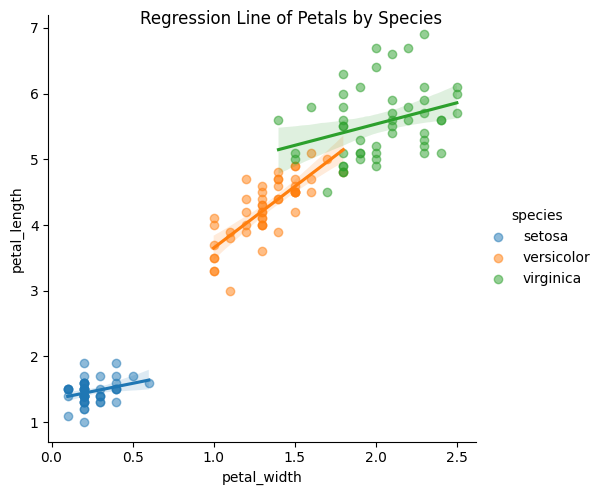 Regression Line of Petals by Species
7
6
5
4
3
2
1
petal_length
0.0 0.5 1.0 1.5 2.0 2.5
petal_width
species
setosa
versicolor
virginica